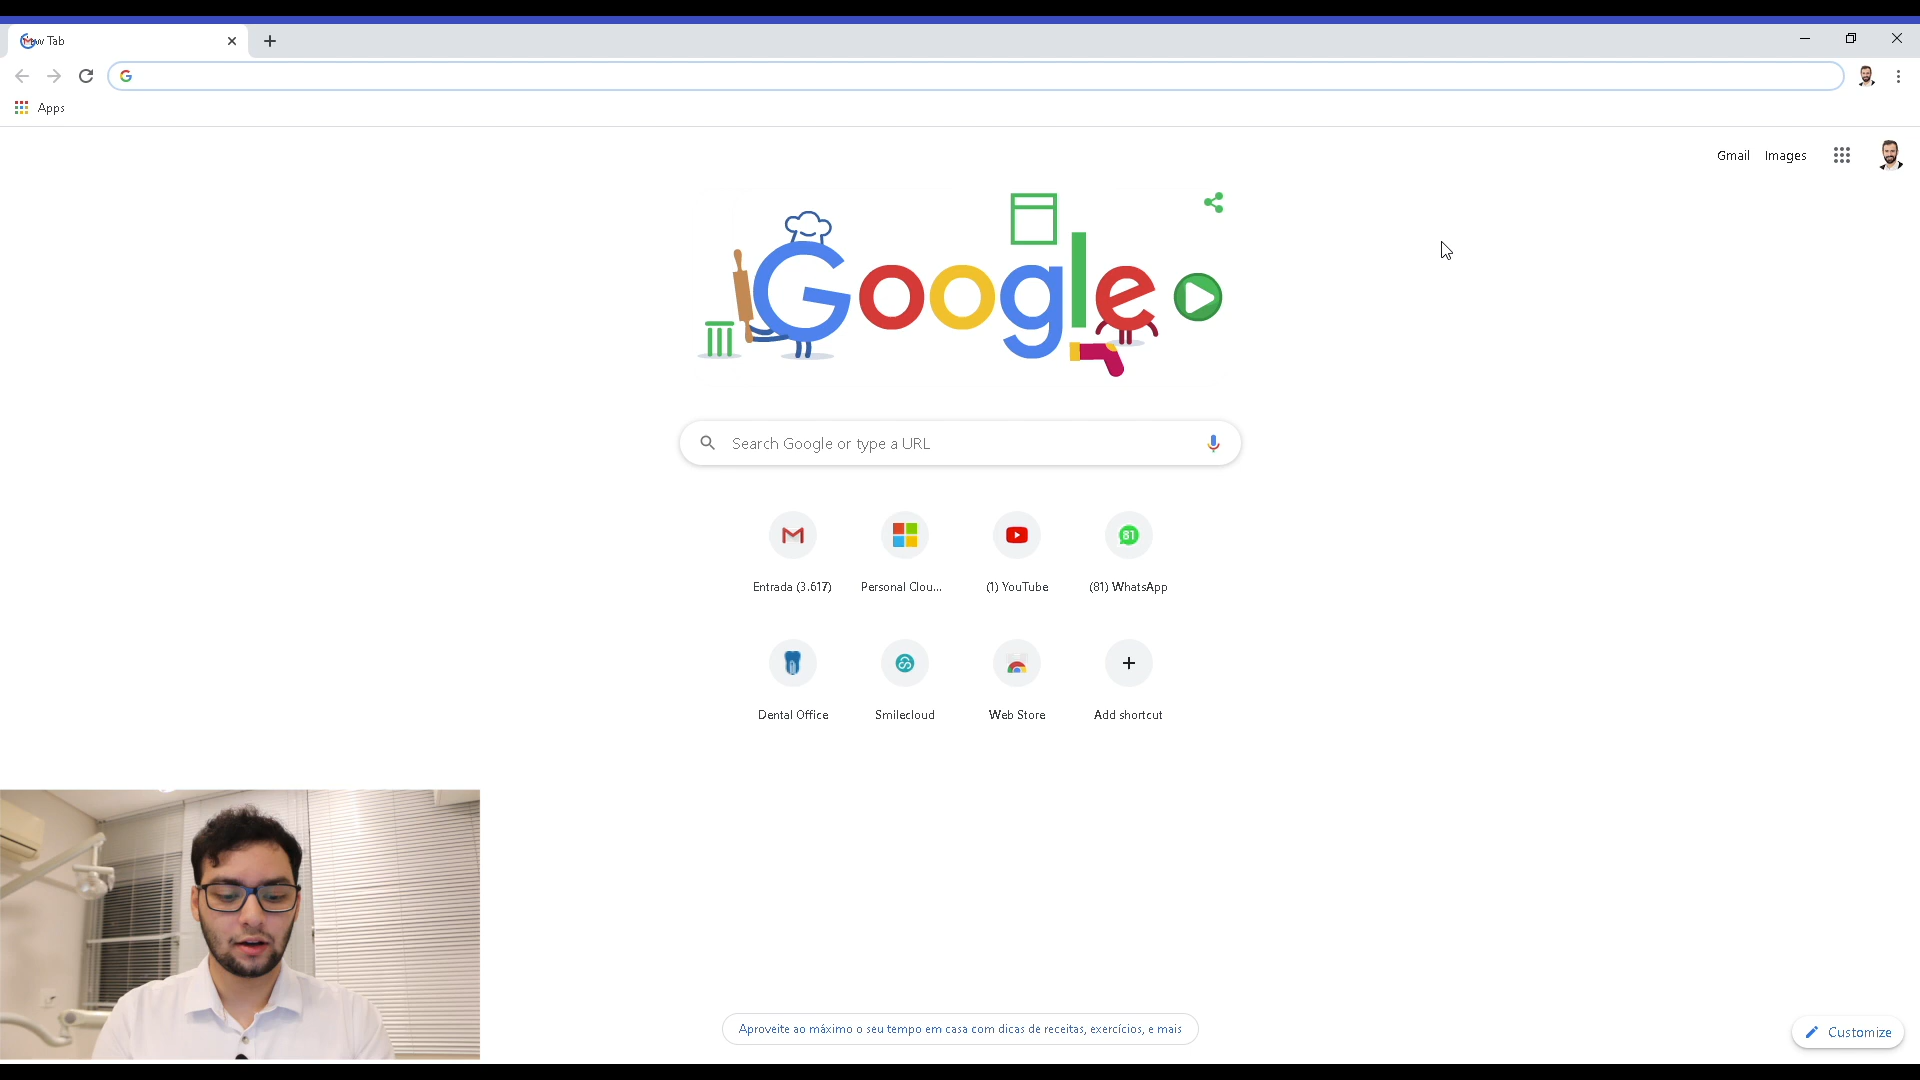 New Tab
Apps
Gmail Images
Google
Search Google or type a URL
Entrada (3.617)
Personal Clou...
(1) YouTube
81
(81) WhatsApp
Dental Office
Smilecloud
Web Store
Add shortcut
Aproveite ao máximo o seu tempo em casa com dicas de receitas, exercícios, e mais
Customize